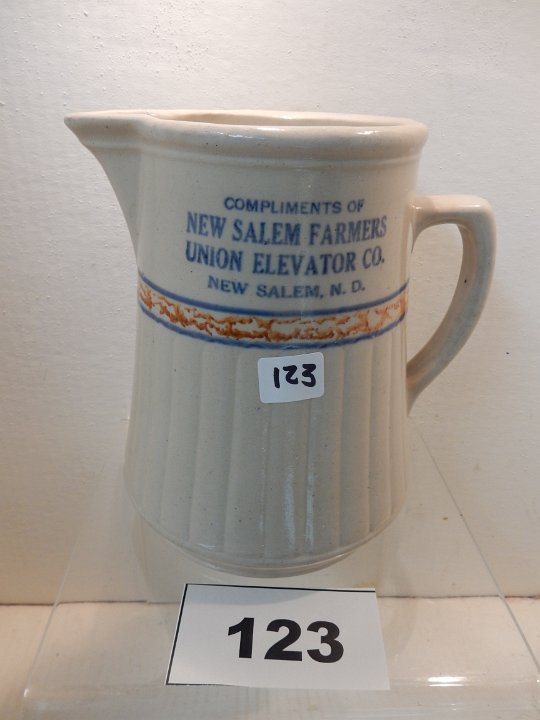 COMPLIMENTS OF
NEW SALEM FARMERS
UNION ELEVATOR CO.
NEW SALEM, N. D.
123
123